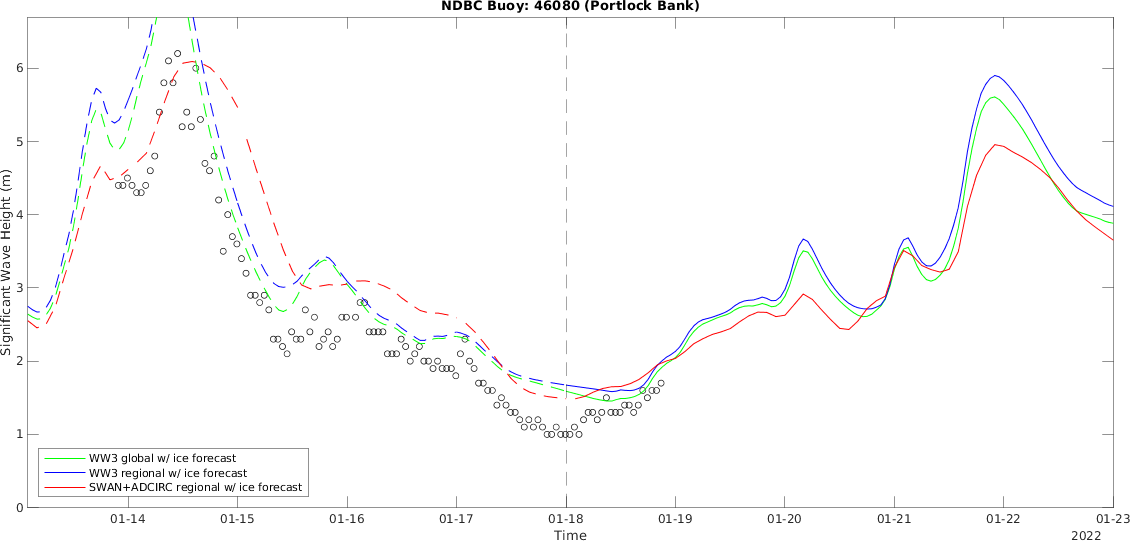 NDBC Buoy: 46080 (Portlock Bank)
Significant Wave Height (m)
6
5
4
3
2
1
0
WW3 global w/ ice forecast
WW3 regional w/ ice forecast
SWAN+ADCIRC regional w/ ice forecast
01-14 01-15 01-16 01-17 01-18 01-19 01-20 01-21 01-22 01-23
Time
2022